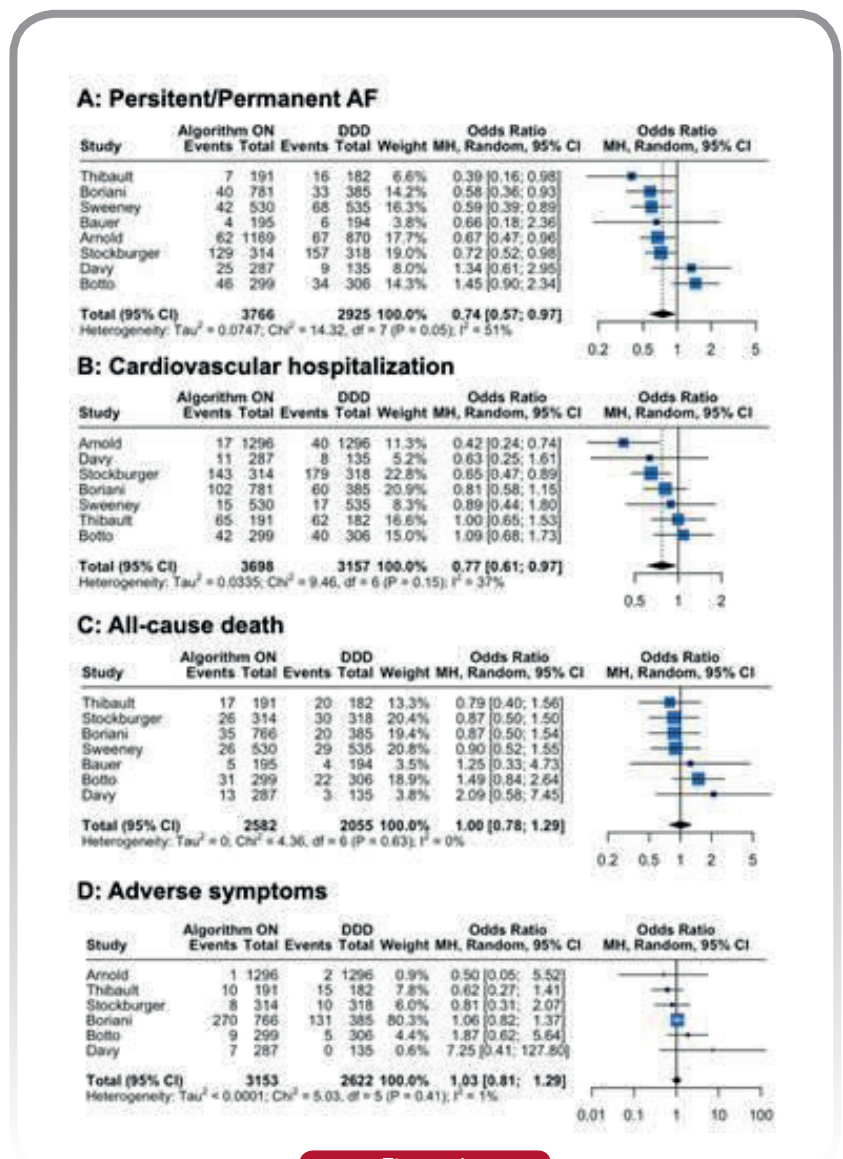 A: Persitent/Permanent AF
Algorithm ON DDD Odds Ratio Odds Ratio
Study Events Total Events Total Weight MH, Random, 95% CI MH, Random, 95% CI
Thibault 7 191 16 182 6.6% 0.39 [0.16; 0.98]
Boriani 40 781 33 385 14.2% 0.58 [0.36; 0.93]
Sweeney 42 530 68 535 16.3% 0.59 [0.39; 0.89]
Bauer 4 195 6 194 3.8% 0.66 [0.18; 2.36]
Arnold 62 1169 67 870 17.7% 0.67 [0.47; 0.96]
Stockburger 129 314 157 318 19.0% 0.72 [0.52; 0.98]
Davy 25 287 9 135 8.0% 1.34 [0.61; 2.95]
Botto 46 299 34 306 14.3% 1.45 [0.90; 2.34]
Total (95% CI) 3766 2925 100.0% 0.74 [0.57; 0.97]
Heterogeneity: Tau² = 0.0747; Chi² = 14.32, df = 7 (P = 0.05); I² = 51%
0.2 0.5 1 2 5
B: Cardiovascular hospitalization
Algorithm ON DDD Odds Ratio Odds Ratio
Study Events Total Events Total Weight MH, Random, 95% CI MH, Random, 95% CI
Arnold 17 1296 40 1296 11.3% 0.42 [0.24; 0.74]
Davy 11 287 8 135 5.2% 0.63 [0.25; 1.61]
Stockburger 143 314 179 318 22.8% 0.65 [0.47; 0.89]
Boriani 102 781 60 385 20.9% 0.81 [0.58; 1.15]
Sweeney 15 530 17 535 8.3% 0.89 [0.44; 1.80]
Thibault 65 191 62 182 16.6% 1.00 [0.65; 1.53]
Botto 42 299 40 306 14.9% 1.09 [0.68; 1.73]
Total (95% CI) 3698 3157 100.0% 0.77 [0.61; 0.97]
Heterogeneity: Tau² = 0.0335; Chi² = 9.46, df = 6 (P = 0.15); I² = 37%
0.5 1 2
C: All-cause death
Algorithm ON DDD Odds Ratio Odds Ratio
Study Events Total Events Total Weight MH, Random, 95% CI MH, Random, 95% CI
Thibault 17 191 20 182 13.3% 0.79 [0.40; 1.56]
Stockburger 26 314 30 318 20.4% 0.87 [0.50; 1.50]
Boriani 35 766 20 385 19.4% 0.87 [0.50; 1.54]
Sweeney 26 530 29 535 20.8% 0.90 [0.52; 1.55]
Bauer 5 195 4 194 3.5% 1.25 [0.33; 4.73]
Botto 31 299 22 306 18.9% 1.49 [0.84; 2.64]
Davy 13 287 3 135 3.8% 2.09 [0.58; 7.45]
Total (95% CI) 2582 2055 100.0% 1.00 [0.78; 1.29]
Heterogeneity: Tau² = 0; Chi² = 4.36, df = 6 (P = 0.63); I² = 0%
0.2 0.5 1 2 5
D: Adverse symptoms
Algorithm ON DDD Odds Ratio Odds Ratio
Study Events Total Events Total Weight MH, Random, 95% CI MH, Random, 95% CI
Arnold 1 1296 2 1296 0.9% 0.50 [0.05; 5.52]
Thibault 10 191 15 182 7.8% 0.62 [0.27; 1.41]
Stockburger 8 314 10 318 6.0% 0.81 [0.31; 2.07]
Boriani 270 766 131 385 80.3% 1.06 [0.82; 1.37]
Botto 9 299 5 306 4.4% 1.87 [0.62; 5.64]
Davy 7 287 0 135 0.6% 7.25 [0.41; 127.80]
Total (95% CI) 3153 2622 100.0% 1.03 [0.81; 1.29]
Heterogeneity: Tau² < 0.0001; Chi² = 5.03, df = 5 (P = 0.41); I² = 1%
0.01 0.1 1 10 100